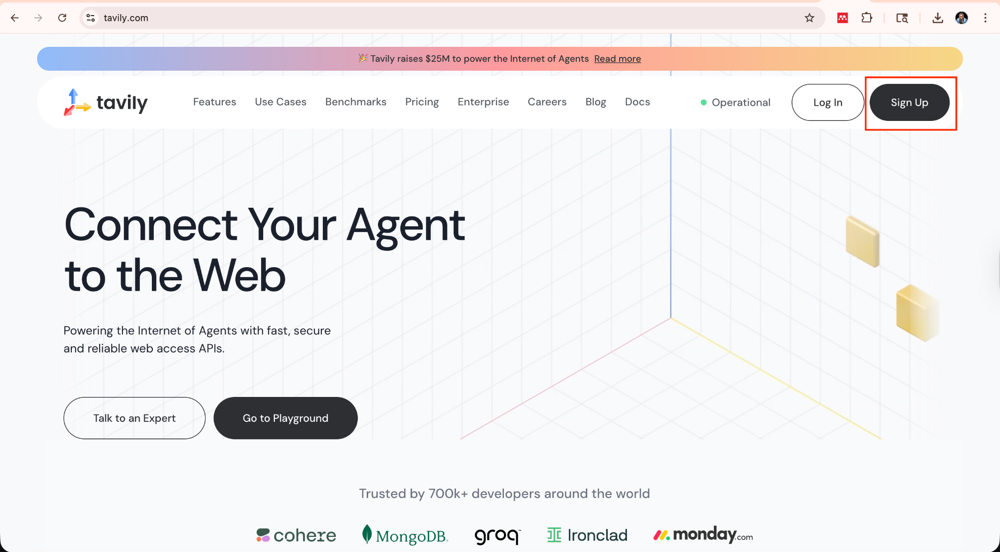 tavily.com
🎉 Tavily raises $25M to power the Internet of Agents Read more
tavily Features Use Cases Benchmarks Pricing Enterprise Careers Blog Docs Operational Log In Sign Up
Connect Your Agent
to the Web
Powering the Internet of Agents with fast, secure
and reliable web access APIs.
Talk to an Expert Go to Playground
Trusted by 700k+ developers around the world
cohere MongoDB® groq™ Ironclad monday.com